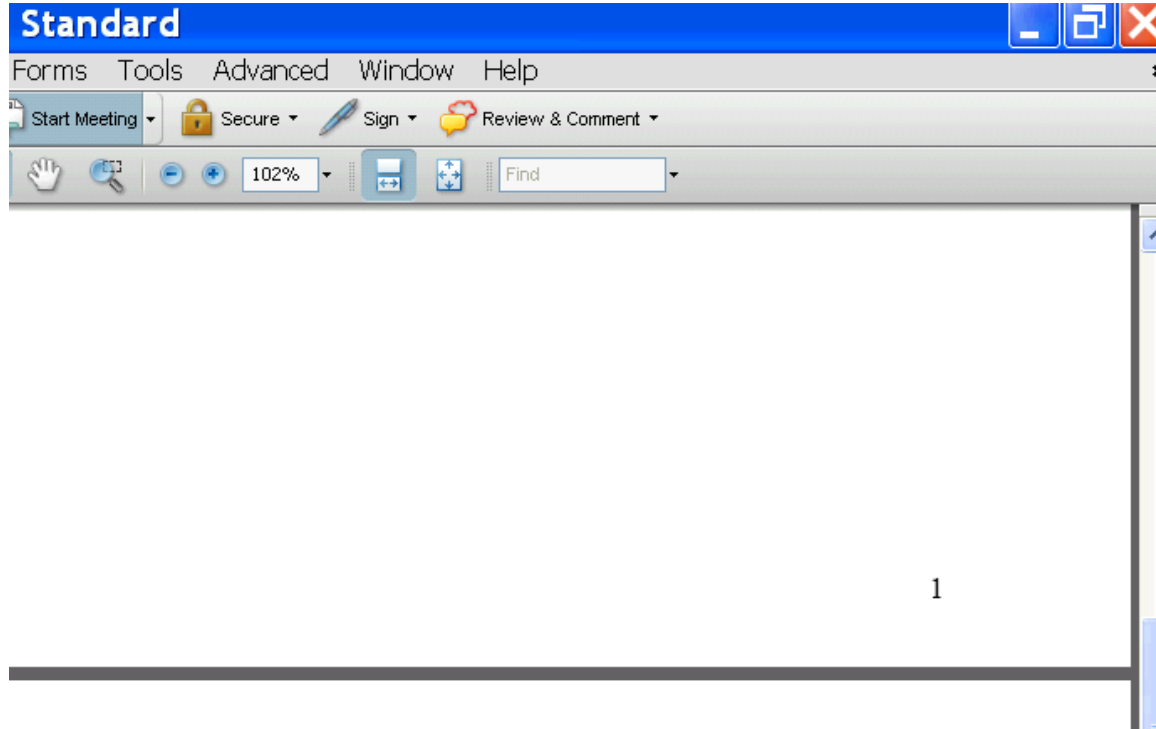 Standard
Forms Tools Advanced Window Help
Start Meeting Secure Sign Review & Comment
102% Find
1